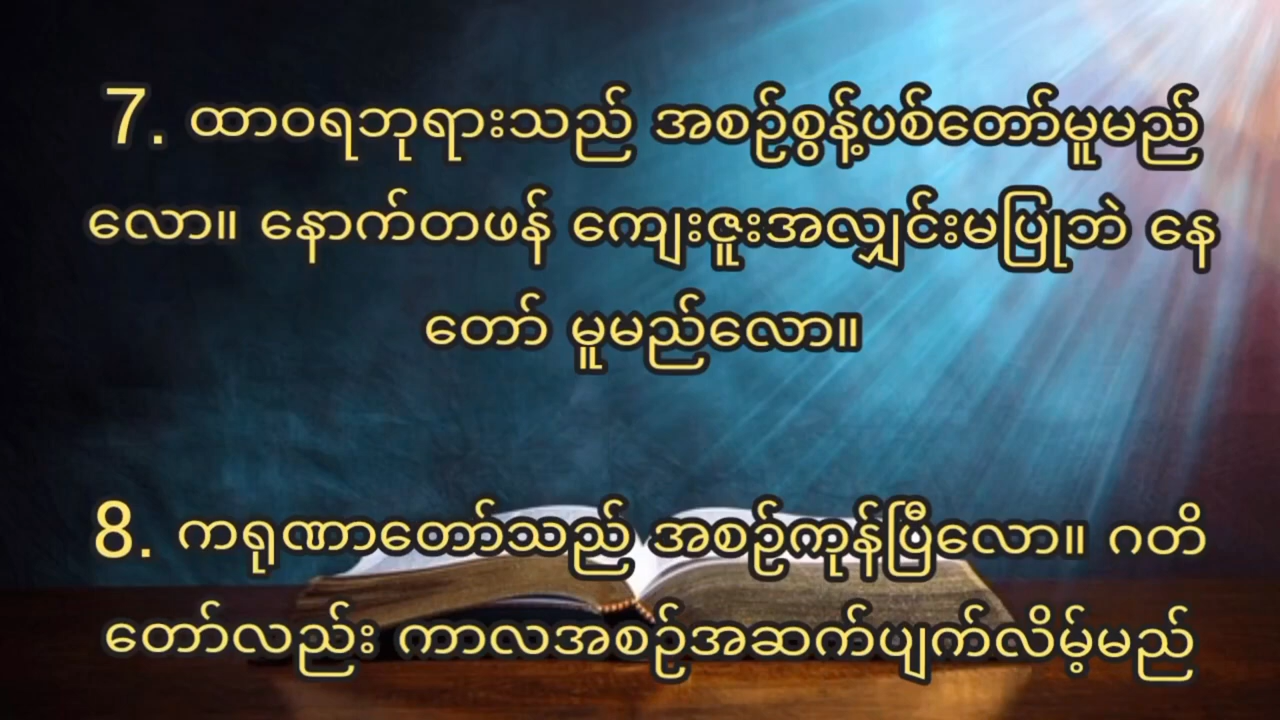 7. ထာဝရဘုရားသည် အစဉ်စွန့်ပစ်တော်မူမည်
လော။ နောက်တဖန် ကျေးဇူးအလျှင်းမပြုဘဲ နေ
တော် မူမည်လော။
8. ကရုဏာတော်သည် အစဉ်ကုန်ပြီလော။ ဂတိ
တော်လည်း ကာလအစဉ်အဆက်ပျက်လိမ့်မည်